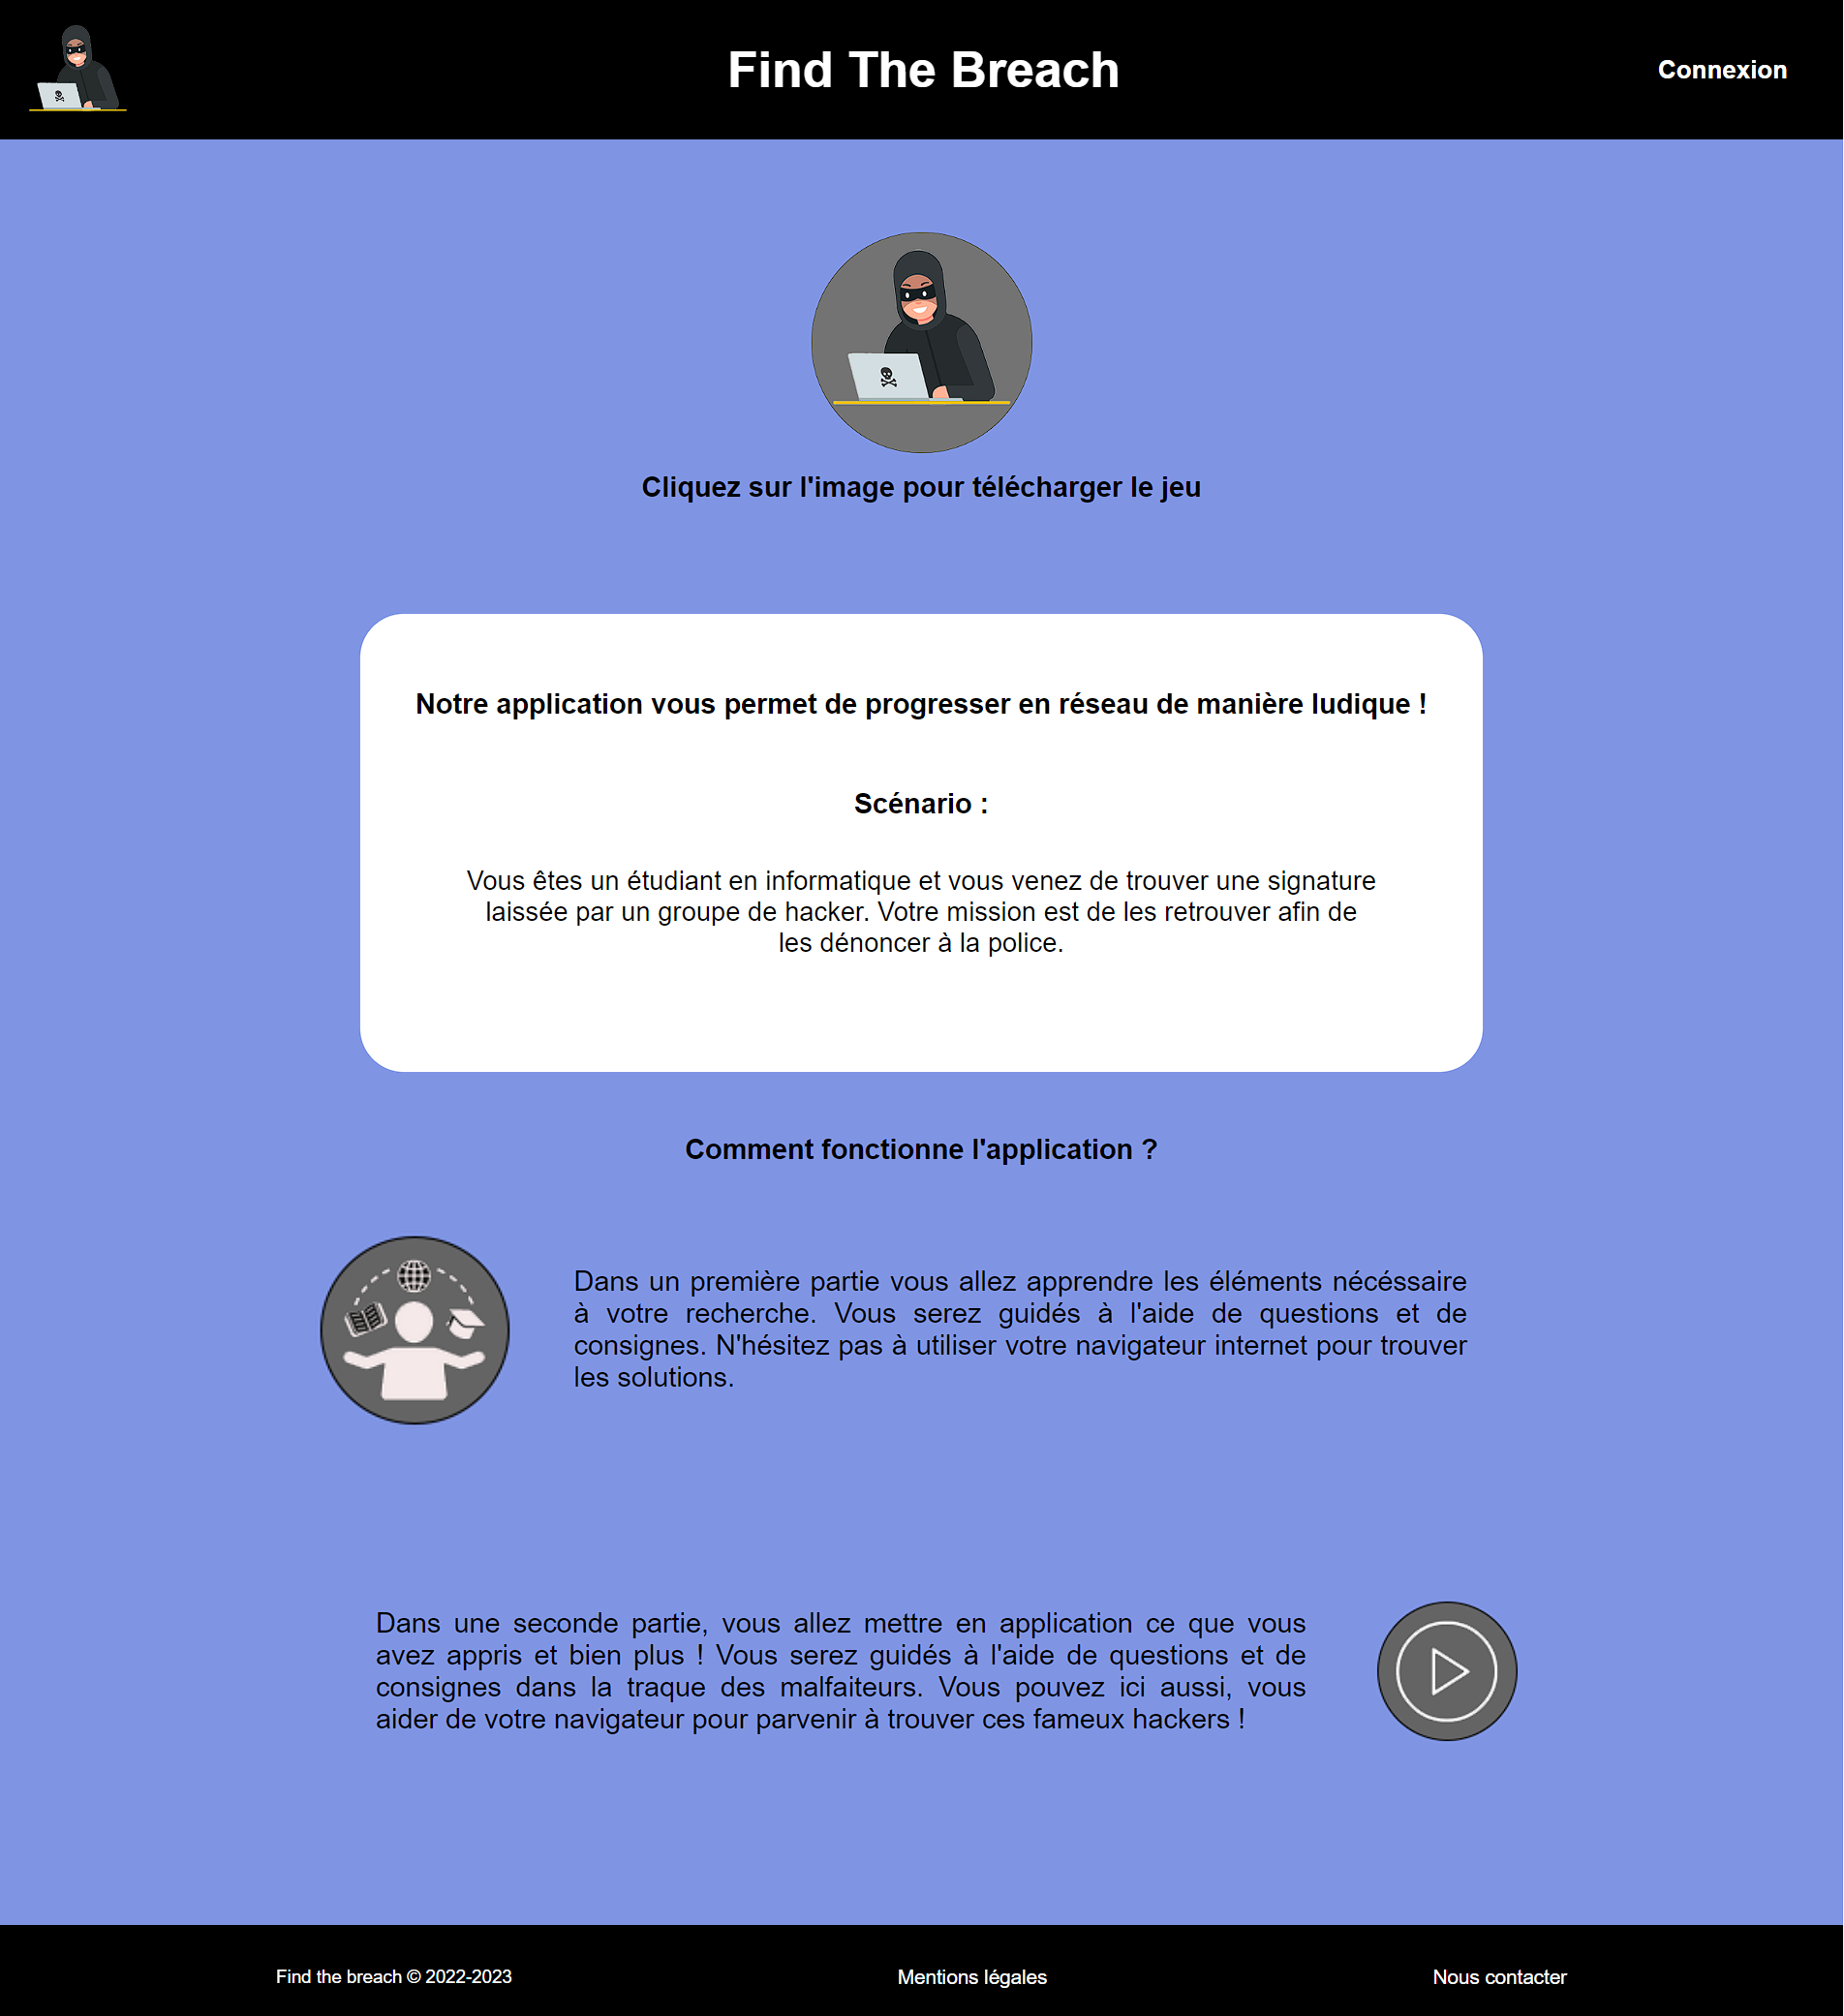 Find The Breach
Connexion
Cliquez sur l'image pour télécharger le jeu
Notre application vous permet de progresser en réseau de manière ludique !
Scénario :
Vous êtes un étudiant en informatique et vous venez de trouver une signature
laissée par un groupe de hacker. Votre mission est de les retrouver afin de
les dénoncer à la police.
Comment fonctionne l'application ?
Dans un première partie vous allez apprendre les éléments nécéssaire
à votre recherche. Vous serez guidés à l'aide de questions et de
consignes. N'hésitez pas à utiliser votre navigateur internet pour trouver
les solutions.
Dans une seconde partie, vous allez mettre en application ce que vous
avez appris et bien plus ! Vous serez guidés à l'aide de questions et de
consignes dans la traque des malfaiteurs. Vous pouvez ici aussi, vous
aider de votre navigateur pour parvenir à trouver ces fameux hackers !
Find the breach © 2022-2023
Mentions légales
Nous contacter